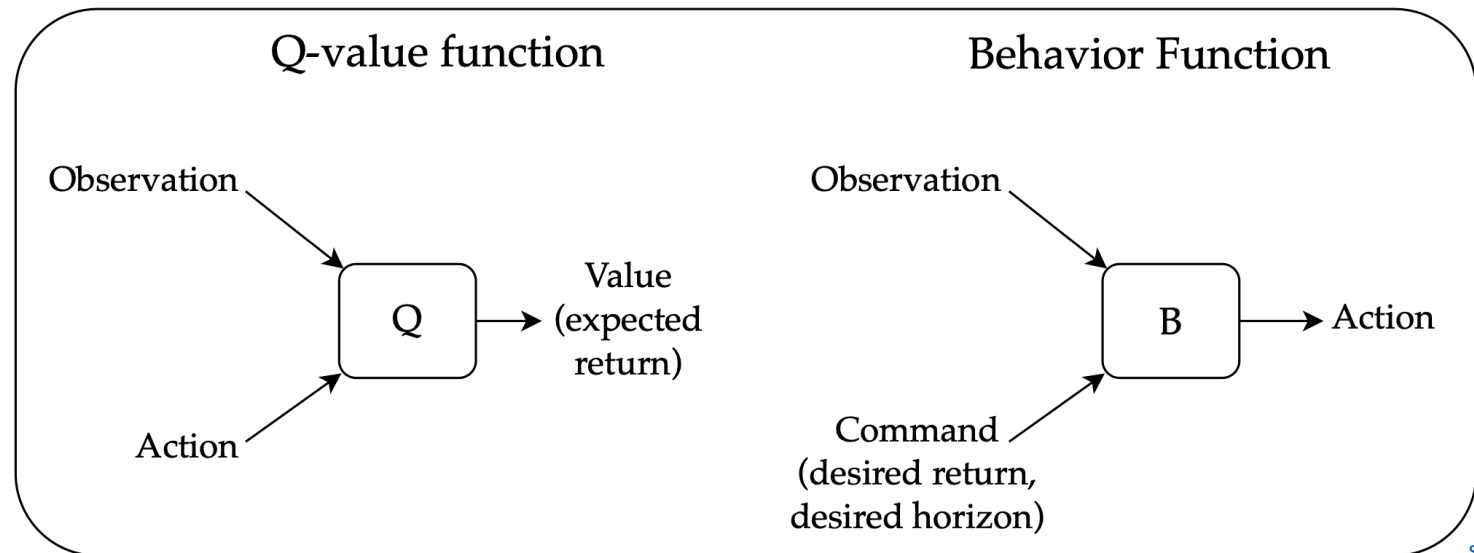 Q-value function
Observation
Action
Q
Value
(expected
return)
Behavior Function
Observation
Command
(desired return,
desired horizon)
B
Action